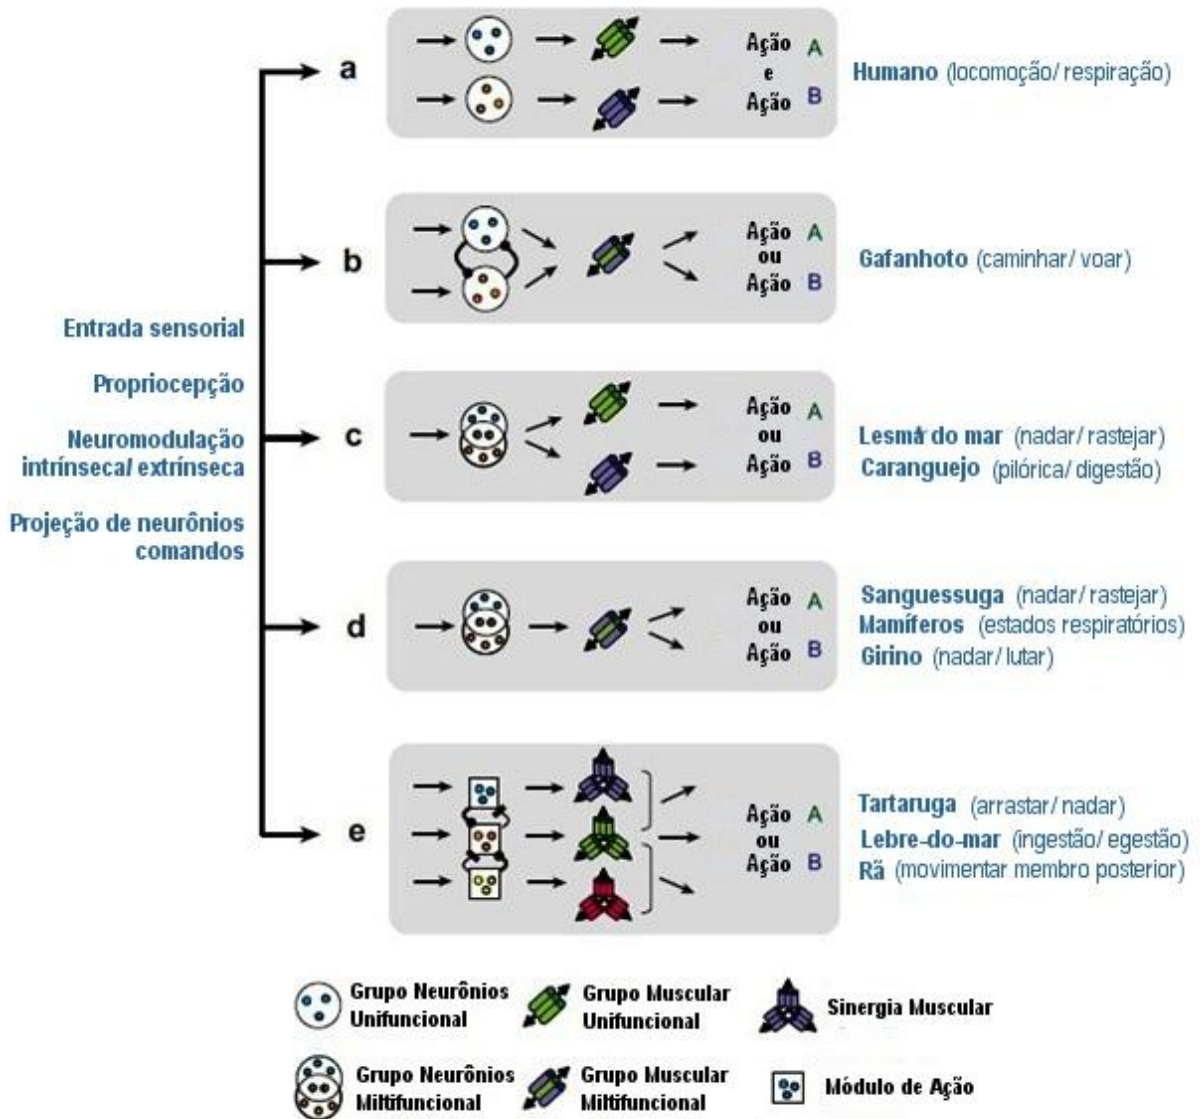 a
Ação A
e
Ação B
Humano (locomoção/ respiração)
b
Ação A
ou
Ação B
Gafanhoto (caminhar/ voar)
Entrada sensorial
Propriocepção
Neuromodulação
intrínseca/ extrínseca
Projeção de neurônios
comandos
c
Ação A
ou
Ação B
Lesma do mar (nadar/ rastejar)
Caranguejo (pilórica/ digestão)
d
Ação A
ou
Ação B
Sanguessuga (nadar/ rastejar)
Mamíferos (estados respiratórios)
Girino (nadar/ lutar)
e
Ação A
ou
Ação B
Tartaruga (arrastar/ nadar)
Lebre-do-mar (ingestão/ egestão)
Rã (movimentar membro posterior)
Grupo Neurônios
Unifuncional
Grupo Muscular
Unifuncional
Sinergia Muscular
Grupo Neurônios
Miltifuncional
Grupo Muscular
Miltifuncional
Módulo de Ação